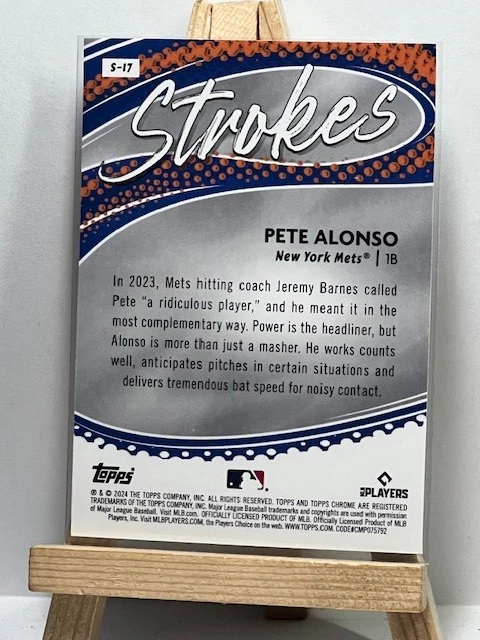 S-17
Strokes
PETE ALONSO
New York Mets® | 1B
In 2023, Mets hitting coach Jeremy Barnes called
Pete “a ridiculous player,” and he meant it in the
most complementary way. Power is the headliner, but
Alonso is more than just a masher. He works counts
well, anticipates pitches in certain situations and
delivers tremendous bat speed for noisy contact.
topps
MLB PLAYERS
® & © 2024 THE TOPPS COMPANY, INC. ALL RIGHTS RESERVED. TOPPS AND TOPPS CHROME ARE REGISTERED
TRADEMARKS OF THE TOPPS COMPANY, INC. Major League Baseball trademarks and copyrights are used with permission
of Major League Baseball. Visit MLB.com. OFFICIALLY LICENSED PRODUCT OF MLB. Officially Licensed Product of MLB
Players, Inc. Visit MLBPLAYERS.com, the Players Choice on the web. WWW.TOPPS.COM. CODE#CMP075792